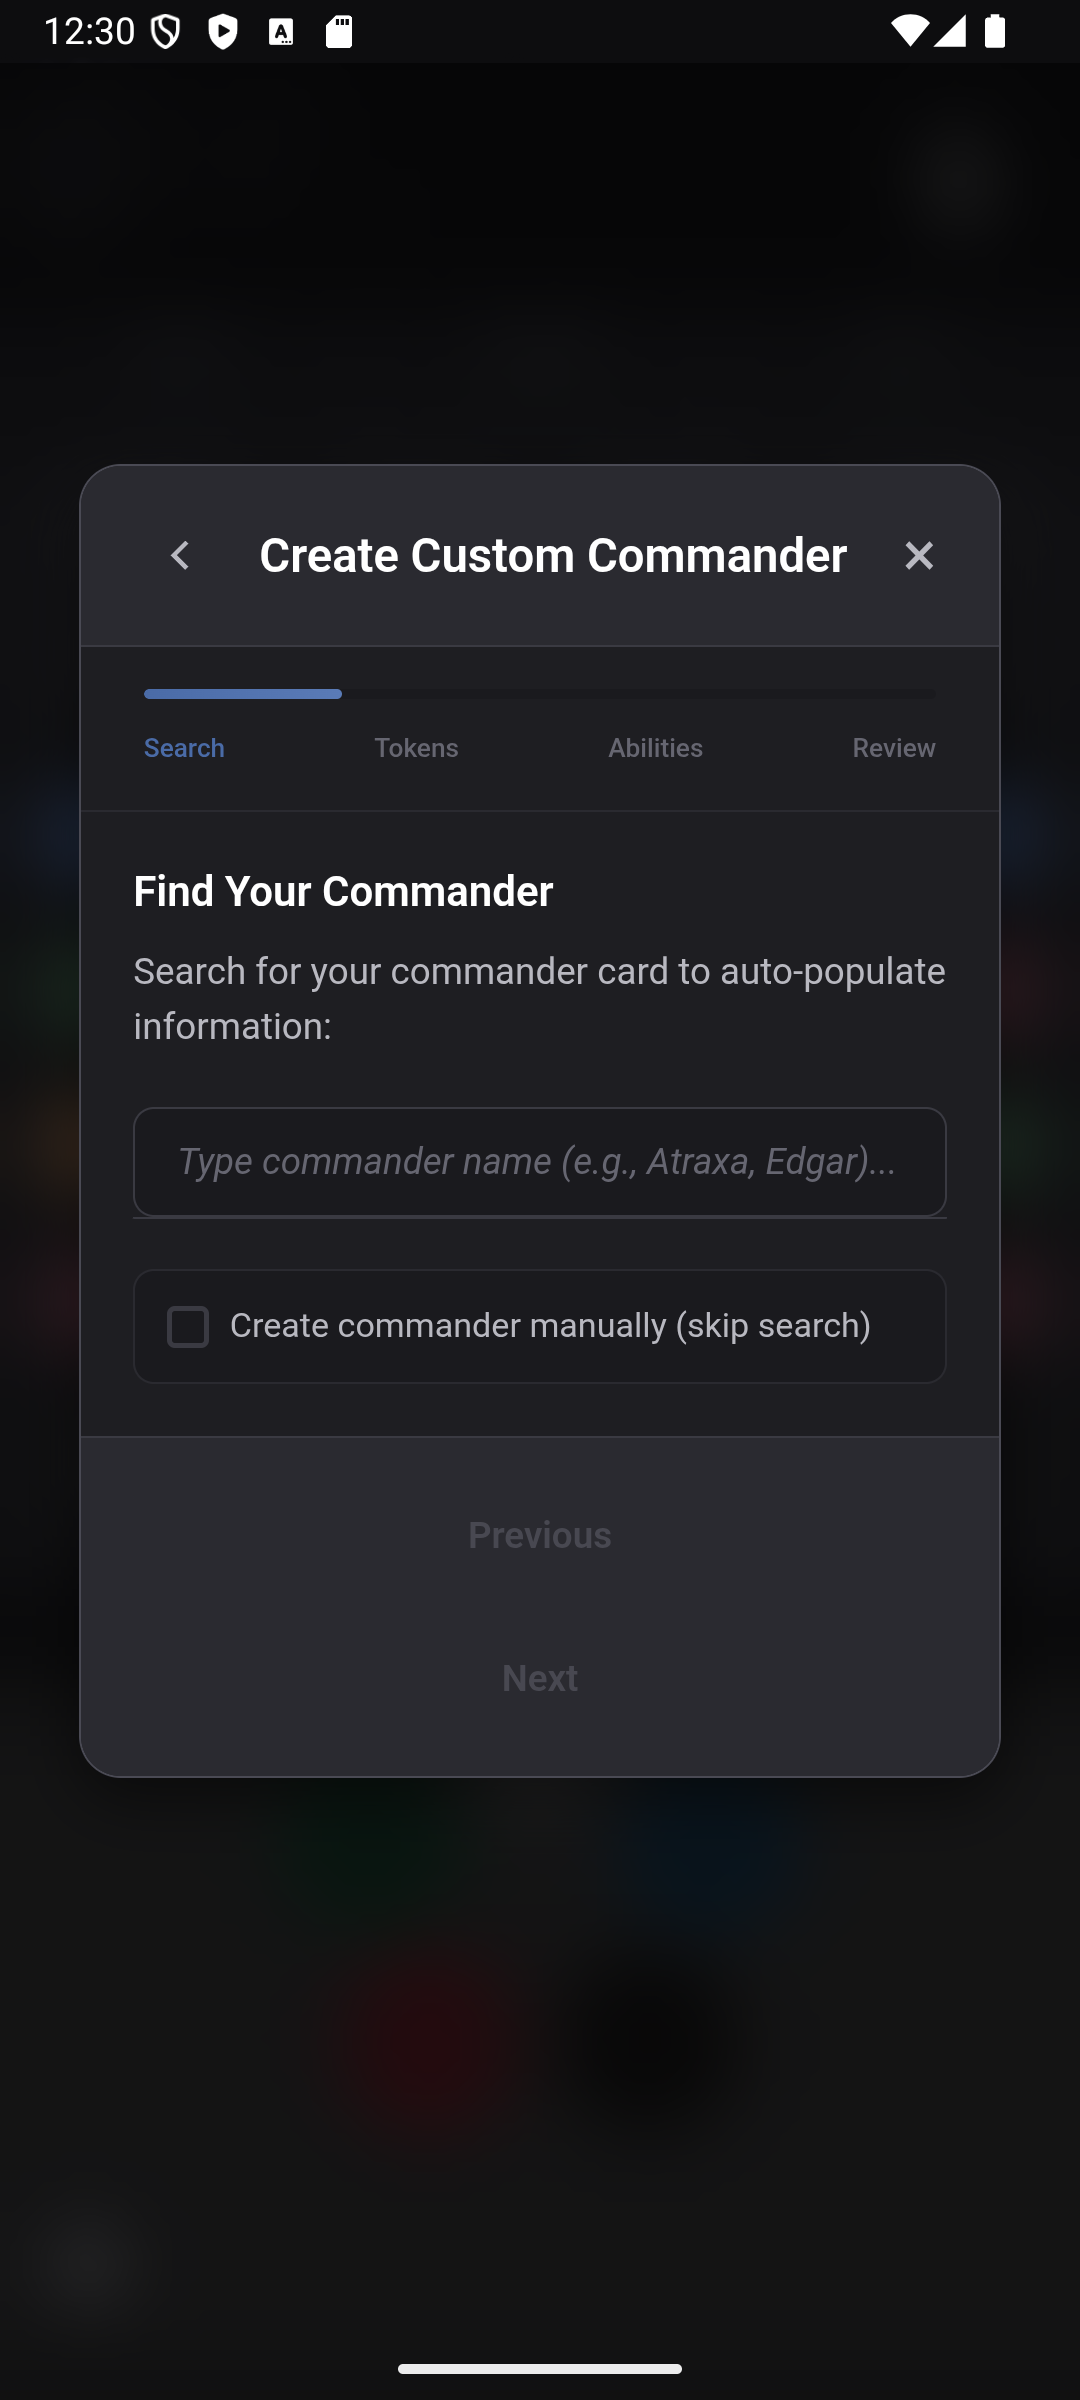 12:30
Create Custom Commander
Search
Tokens
Abilities
Review
Find Your Commander
Search for your commander card to auto-populate
information:
Type commander name (e.g., Atraxa, Edgar)...
Create commander manually (skip search)
Previous
Next